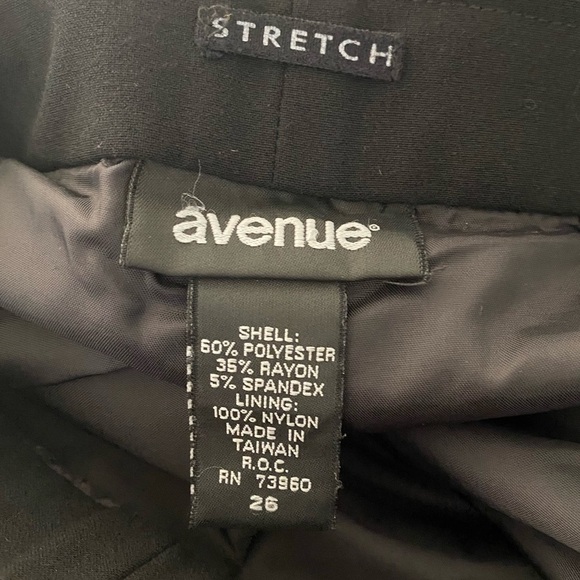 STRETCH
avenue®
SHELL:
60% POLYESTER
35% RAYON
5% SPANDEX
LINING:
100% NYLON
MADE IN
TAIWAN
R.O.C.
RN 73960
26